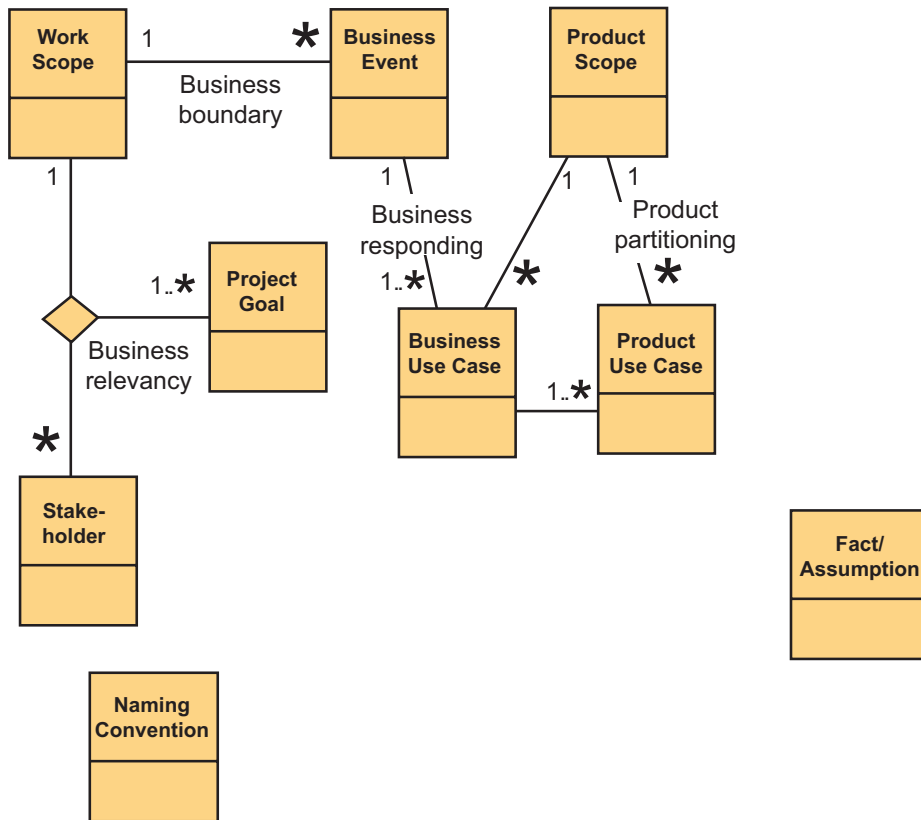 Work
Scope
1
*
Business
Event
Product
Scope
Business
boundary
1
1
1
1
Business
responding
Product
partitioning
1..*
*
*
1..*
Project
Goal
Business
relevancy
Business
Use Case
Product
Use Case
1..*
*
Stake-
holder
Fact/
Assumption
Naming
Convention